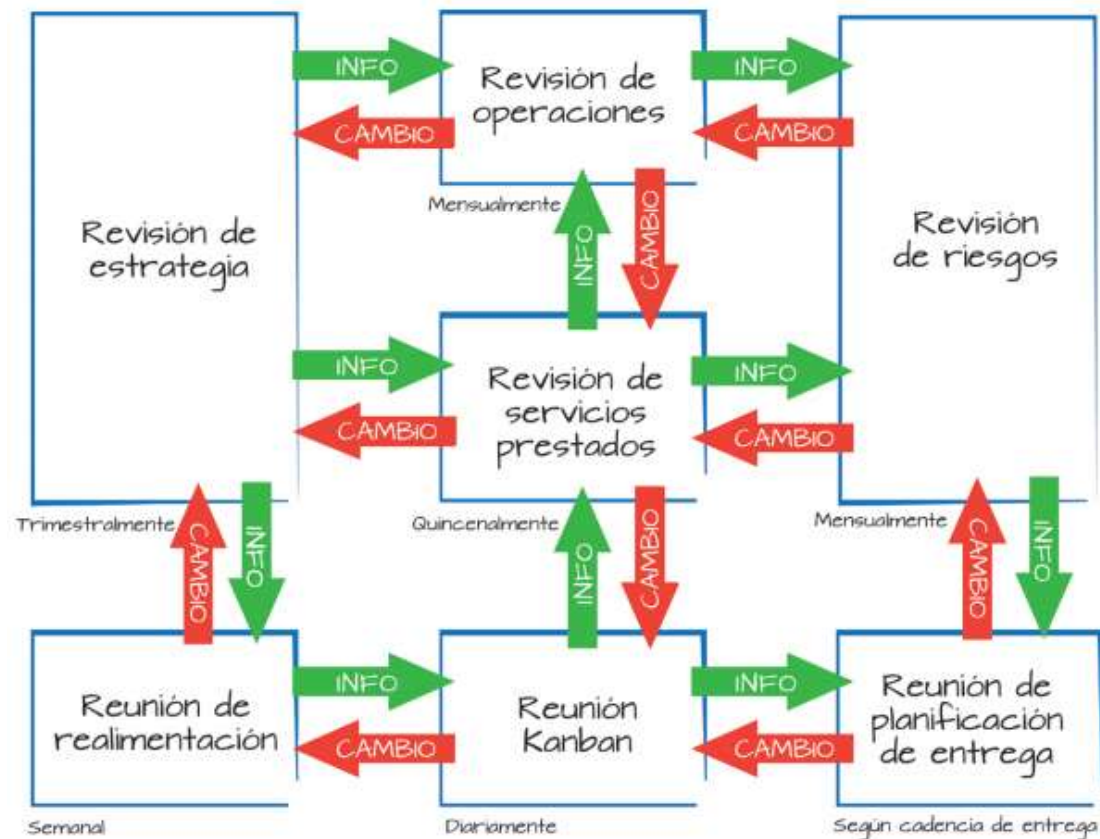 INFO
INFO
Revisión de
operaciones
CAMBIO
CAMBIO
Mensualmente
Revisión de
estrategia
Revisión
de riesgos
INFO
CAMBIO
INFO
INFO
Revisión de
servicios
prestados
CAMBIO
CAMBIO
Trimestralmente
Quincenalmente
Mensualmente
CAMBIO
INFO
INFO
CAMBIO
CAMBIO
INFO
INFO
INFO
Reunión de
realimentación
Reunión
Kanban
Reunión de
planificación
de entrega
CAMBIO
CAMBIO
Semanal
Diariamente
Según cadencia de entrega